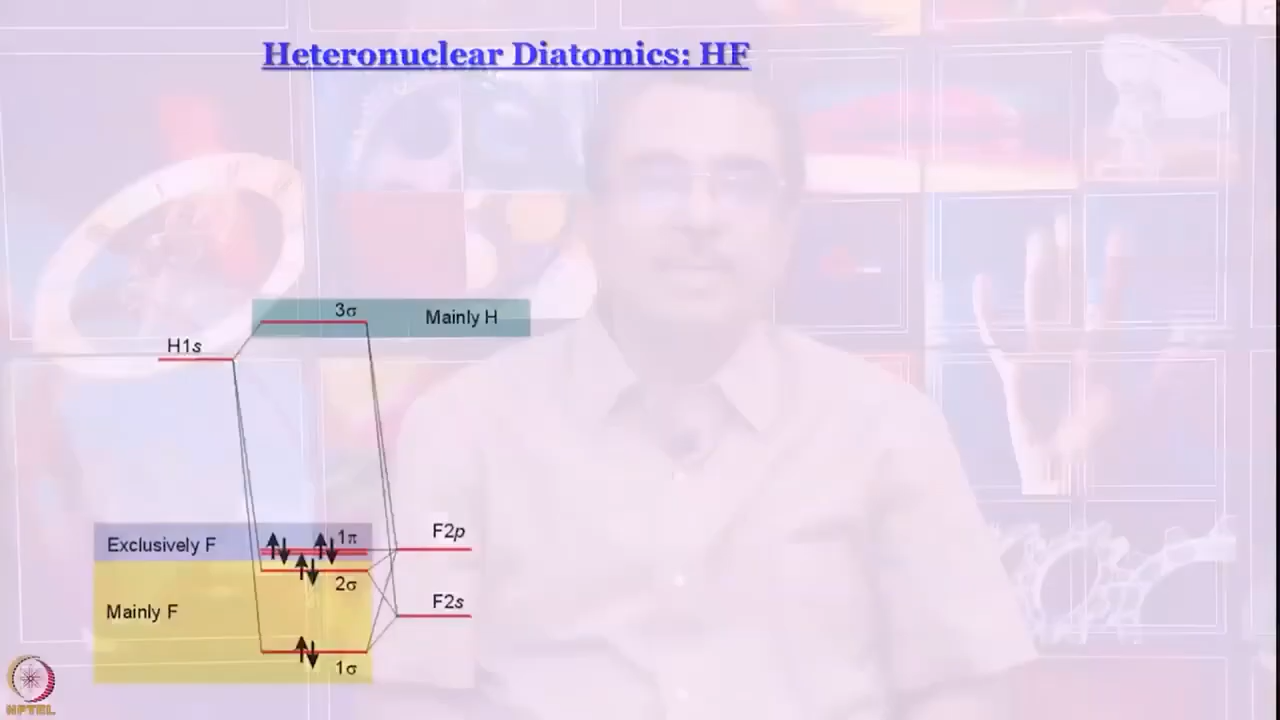 Heteronuclear Diatomics: HF
3σ
Mainly H
H1s
Exclusively F
1π
F2p
2σ
Mainly F
F2s
1σ
NPTEL